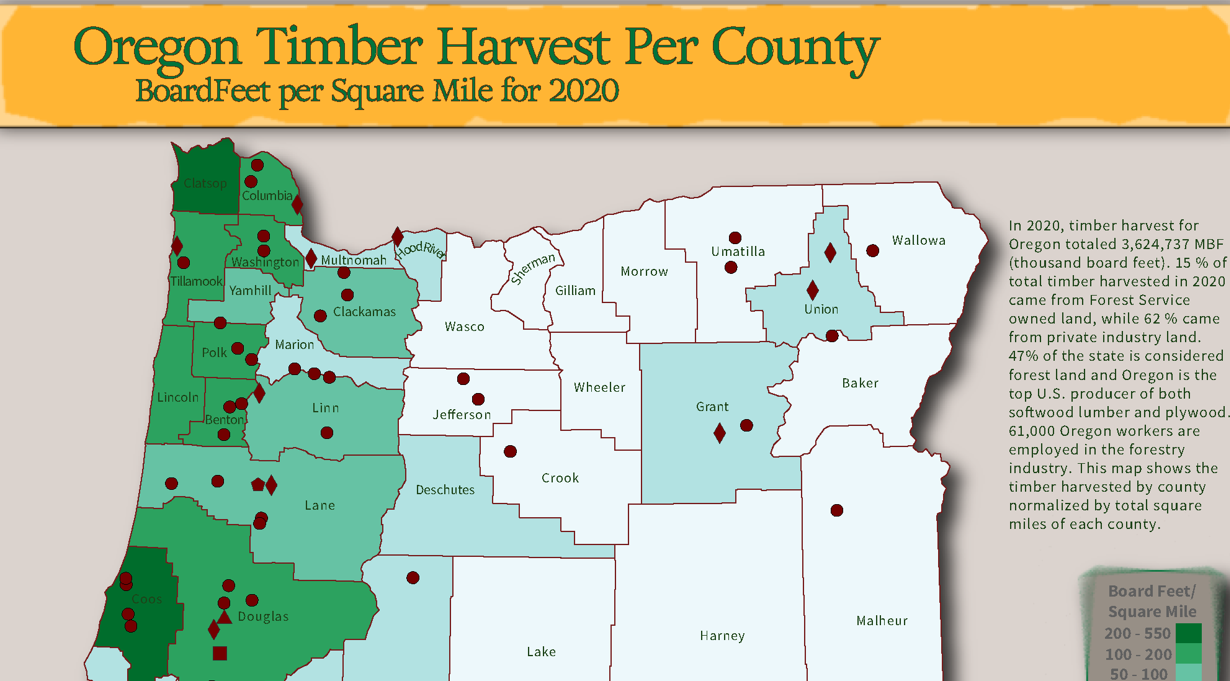 Oregon Timber Harvest Per County
BoardFeet per Square Mile for 2020
Clatsop
Columbia
Tillamook
Washington
Multnomah
Hood River
Yamhill
Clackamas
Polk
Marion
Lincoln
Benton
Linn
Lane
Coos
Douglas
Wasco
Sherman
Gilliam
Morrow
Umatilla
Union
Wallowa
Jefferson
Wheeler
Grant
Baker
Crook
Deschutes
Lake
Harney
Malheur
In 2020, timber harvest for
Oregon totaled 3,624,737 MBF
(thousand board feet). 15 % of
total timber harvested in 2020
came from Forest Service
owned land, while 62 % came
from private industry land.
47% of the state is considered
forest land and Oregon is the
top U.S. producer of both
softwood lumber and plywood.
61,000 Oregon workers are
employed in the forestry
industry. This map shows the
timber harvested by county
normalized by total square
miles of each county.
Board Feet/
Square Mile
200 - 550
100 - 200
50 - 100